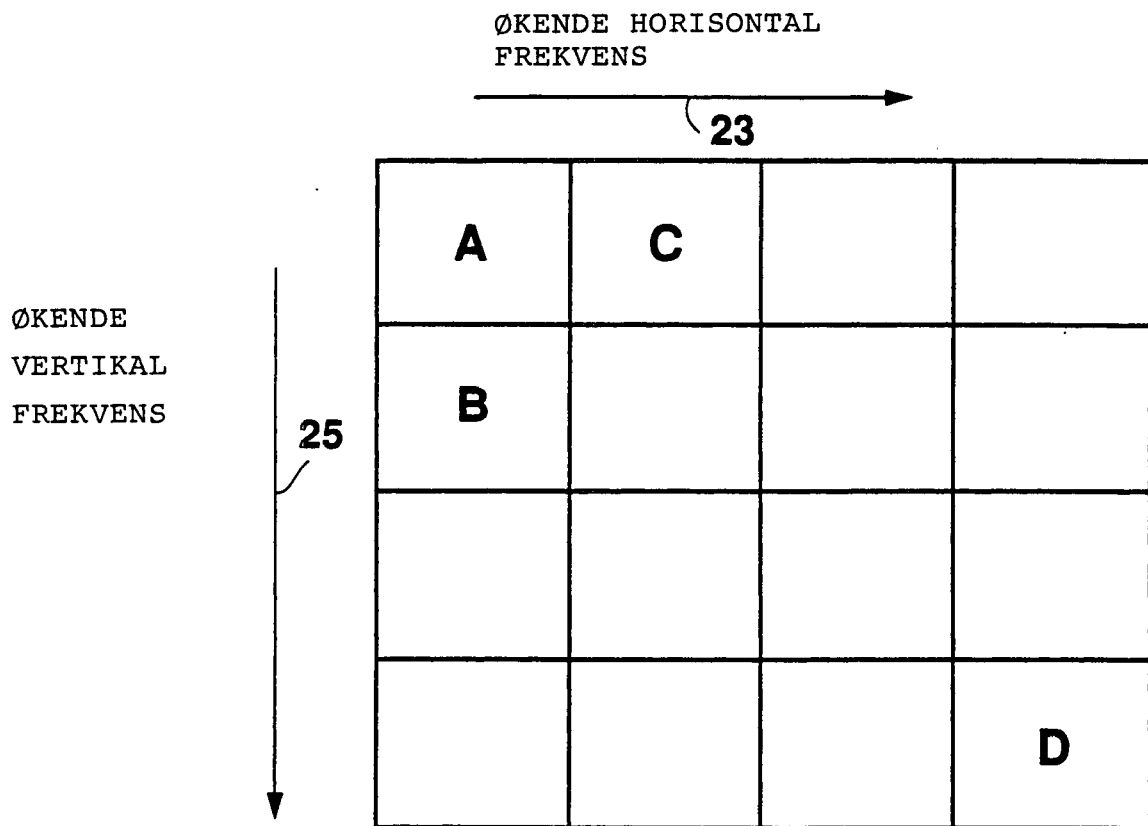 ØKENDE HORISONTAL
FREKVENS
23
A
C
ØKENDE
VERTIKAL
FREKVENS
B
25
D